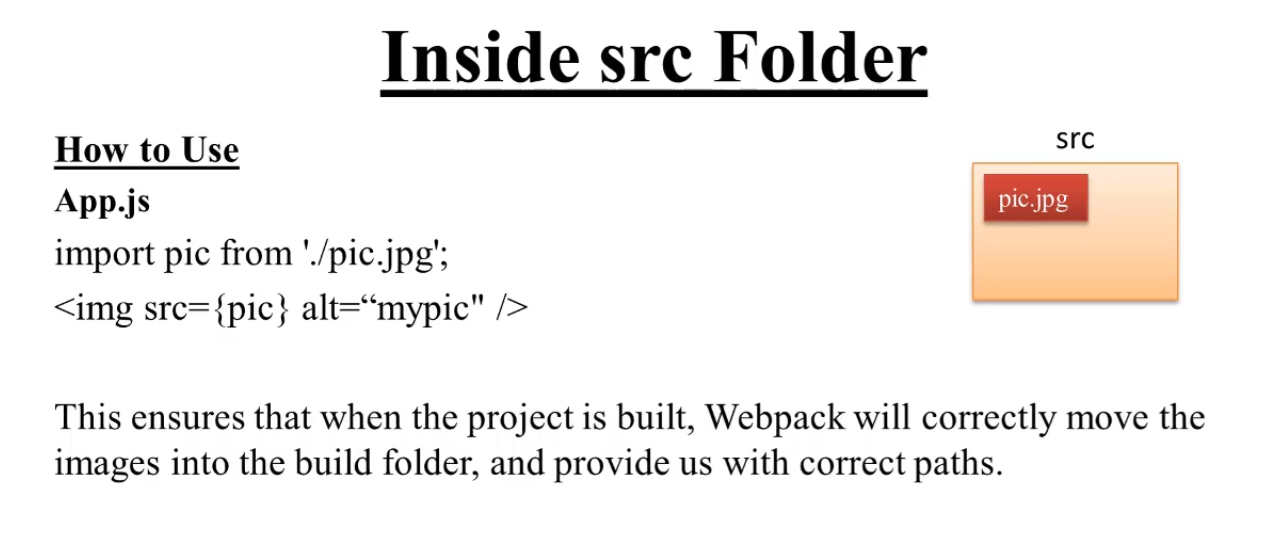 Inside src Folder
How to Use
src
App.js
pic.jpg
import pic from './pic.jpg';
<img src={pic} alt=“mypic" />
This ensures that when the project is built, Webpack will correctly move the
images into the build folder, and provide us with correct paths.